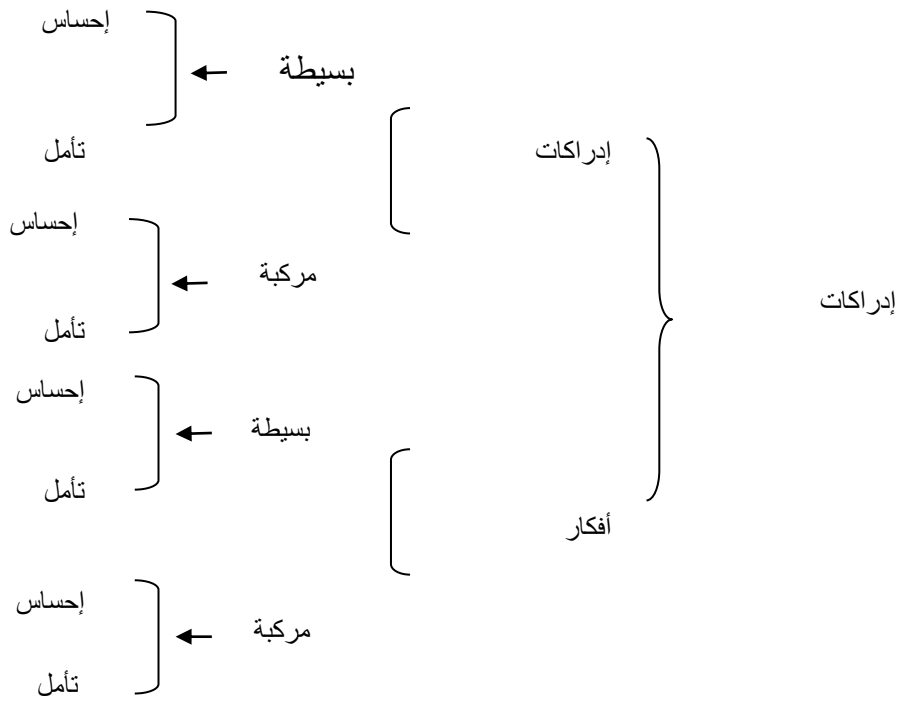 إحساس
بسيطة
تأمل
إدراكات
إحساس
مركبة
إدراكات
تأمل
إحساس
بسيطة
تأمل
أفكار
إحساس
مركبة
تأمل